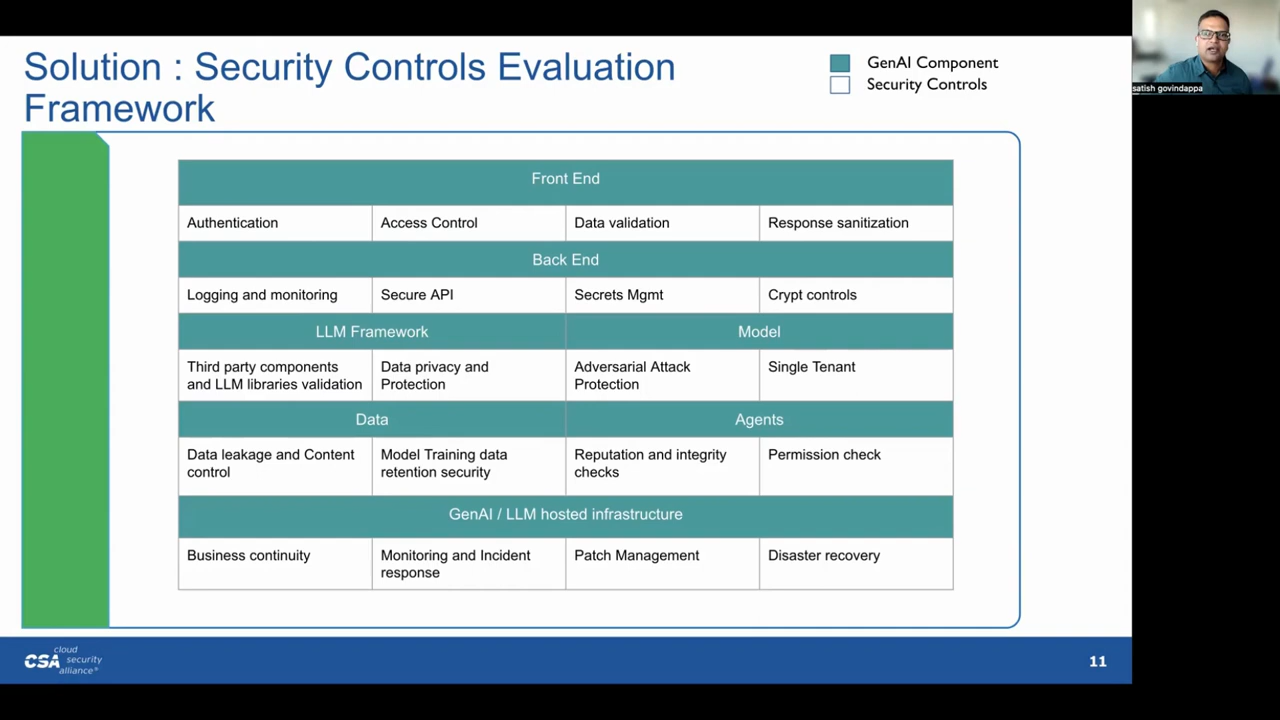 Solution : Security Controls Evaluation
Framework
GenAI Component
Security Controls
satish govindappa
Front End
Authentication
Access Control
Data validation
Response sanitization
Back End
Logging and monitoring
Secure API
Secrets Mgmt
Crypt controls
LLM Framework
Model
Third party components
and LLM libraries validation
Data privacy and
Protection
Adversarial Attack
Protection
Single Tenant
Data
Agents
Data leakage and Content
control
Model Training data
retention security
Reputation and integrity
checks
Permission check
GenAI / LLM hosted infrastructure
Business continuity
Monitoring and Incident
response
Patch Management
Disaster recovery
CSA
cloud
security
alliance®
11